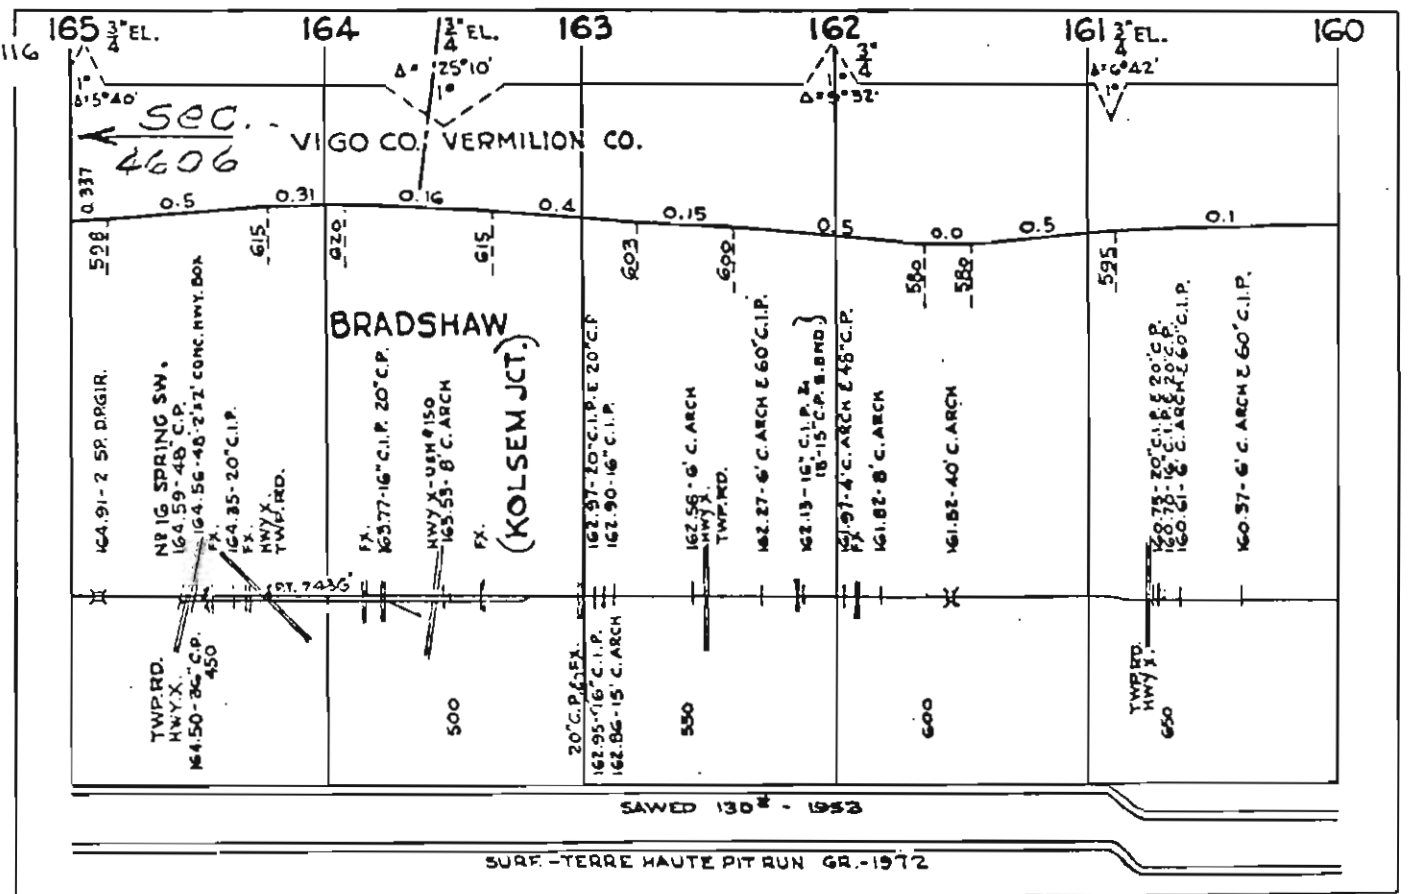 165 3/4" EL. 164 3/4" EL. 163 162 3/4" 161 3/4" EL. 160
116
1° Δ=5°40'
Δ= 25°10' 1°
1° Δ=9°32'
Δ=6°42' 1°
SEC.
4606
VIGO CO. VERMILION CO.
0.337 0.5 0.31 0.16 0.4 0.15 0.5 0.0 0.5 0.1
598 615 620 615 603 600 580 580 595
BRADSHAW
(KOLSEM JCT.)
164.91-2 SP. D.P.GIR.
Nº 16 SPRING SW.
164.59-48" C.P.
164.56-48-2'x2' CONC. HWY. BOX
FX.
164.35-20" C.I.P.
FX.
HWY X
TWP. RD.
FX.
163.77-16" C.I.P. 20" C.P.
HWY X-USH #150
163.53-8' C. ARCH
FX.
162.97-20" C.I.P. E 20" C.P.
162.90-16" C.I.P.
162.56-6' C. ARCH
HWY X
TWP. RD.
162.27-6' C. ARCH & 60" C.I.P.
162.13-16" C.I.P. &
18'-15" C.P. S. BND.}
161.97-4' C. ARCH & 48" C.P.
FX
161.82-8' C. ARCH
161.52-40' C. ARCH
160.73-20" C.I.P. E 20" C.P.
160.70-16" C.I.P. E 20" C.P.
160.61-6' C. ARCH & 60" C.I.P.
160.37-6' C. ARCH & 60" C.I.P.
P.T. 7436'
TWP. RD.
HWY. X.
164.50-36" C.P.
450
500
20" C.P. & FX.
162.95-16" C.I.P.
162.86-15' C. ARCH
550
600
TWP. RD.
HWY X.
650
SAWED 130# - 1953
SURF.-TERRE HAUTE PIT RUN GR.-1972